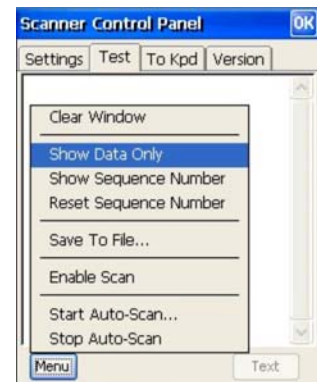 Scanner Control Panel OK
Settings Test To Kpd Version
Clear Window
Show Data Only
Show Sequence Number
Reset Sequence Number
Save To File...
Enable Scan
Start Auto-Scan...
Stop Auto-Scan
Menu Text